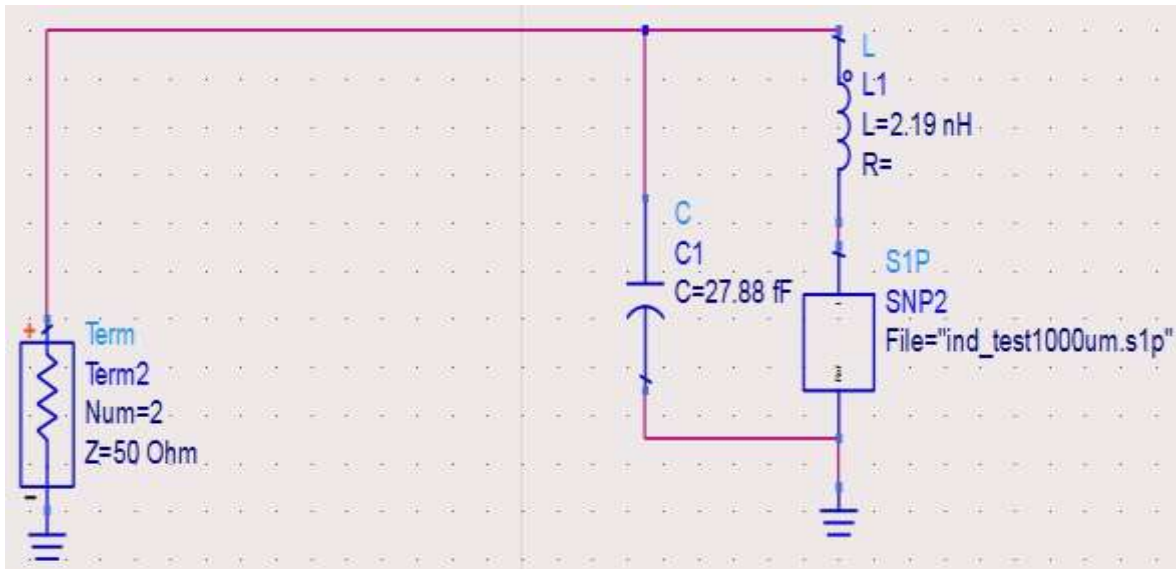 L
L1
L=2.19 nH
R=
C
C1
C=27.88 fF
S1P
SNP2
File="ind_test1000um.s1p"
Ref
+
Term
Term2
Num=2
Z=50 Ohm
-